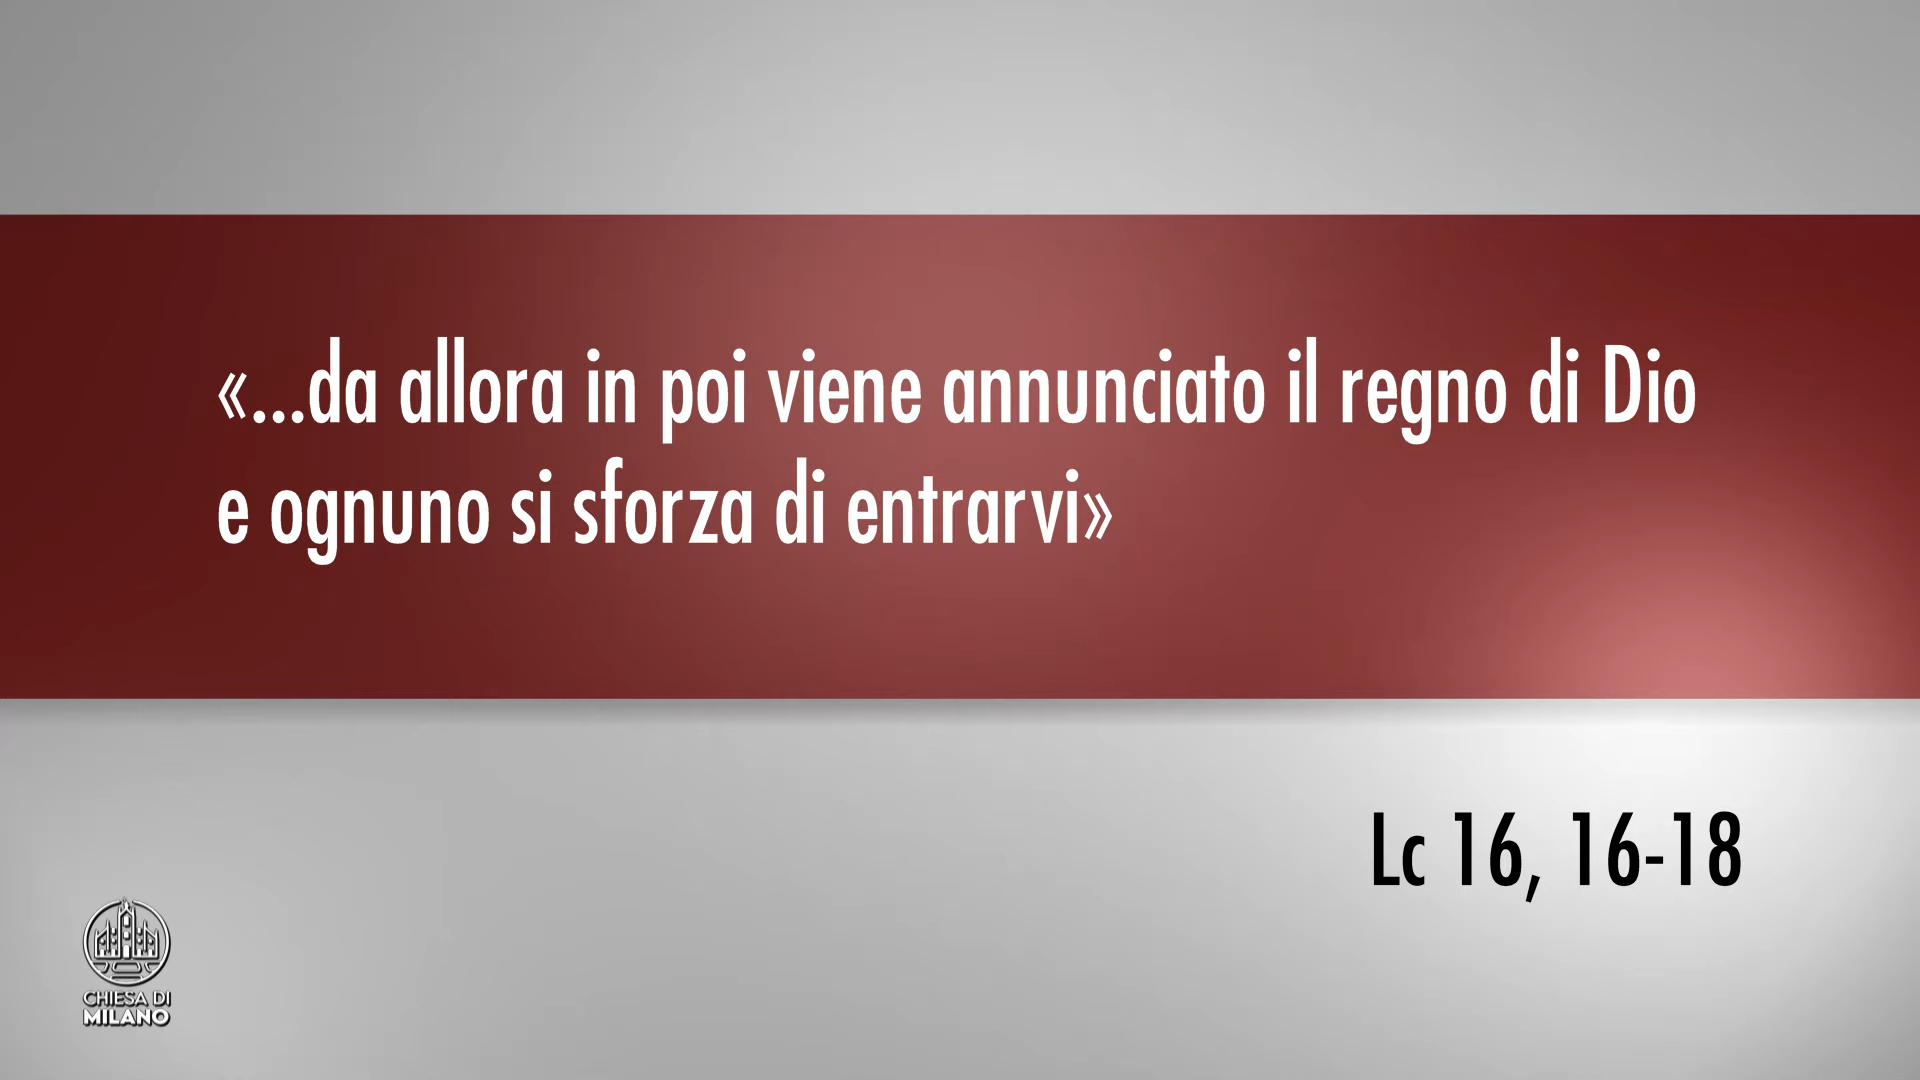 «...da allora in poi viene annunciato il regno di Dio
e ognuno si sforza di entrarvi»
Lc 16, 16-18
CHIESA DI
MILANO